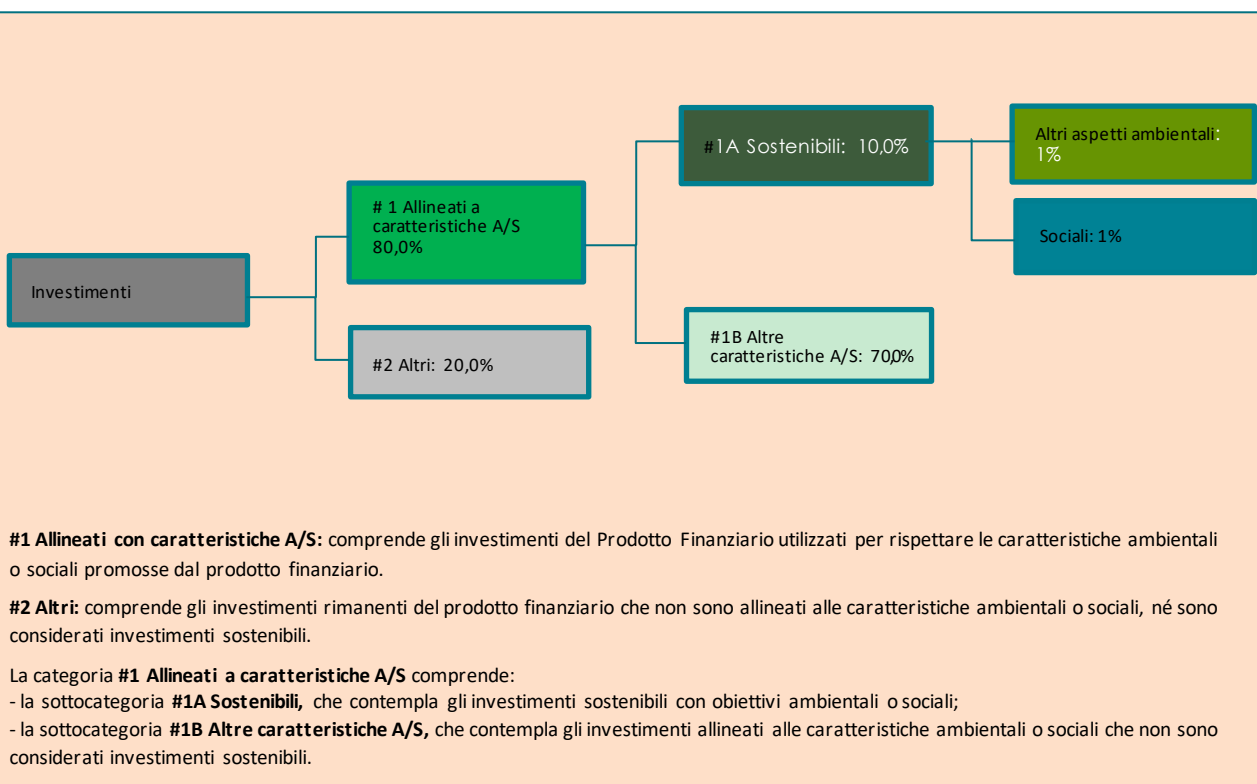 Investimenti
# 1 Allineati a
caratteristiche A/S
80,0%
#2 Altri: 20,0%
#1A Sostenibili: 10,0%
#1B Altre
caratteristiche A/S: 70,0%
Altri aspetti ambientali:
1%
Sociali: 1%
#1 Allineati con caratteristiche A/S: comprende gli investimenti del Prodotto Finanziario utilizzati per rispettare le caratteristiche ambientali
o sociali promosse dal prodotto finanziario.
#2 Altri: comprende gli investimenti rimanenti del prodotto finanziario che non sono allineati alle caratteristiche ambientali o sociali, né sono
considerati investimenti sostenibili.
La categoria #1 Allineati a caratteristiche A/S comprende:
- la sottocategoria #1A Sostenibili, che contempla gli investimenti sostenibili con obiettivi ambientali o sociali;
- la sottocategoria #1B Altre caratteristiche A/S, che contempla gli investimenti allineati alle caratteristiche ambientali o sociali che non sono
considerati investimenti sostenibili.